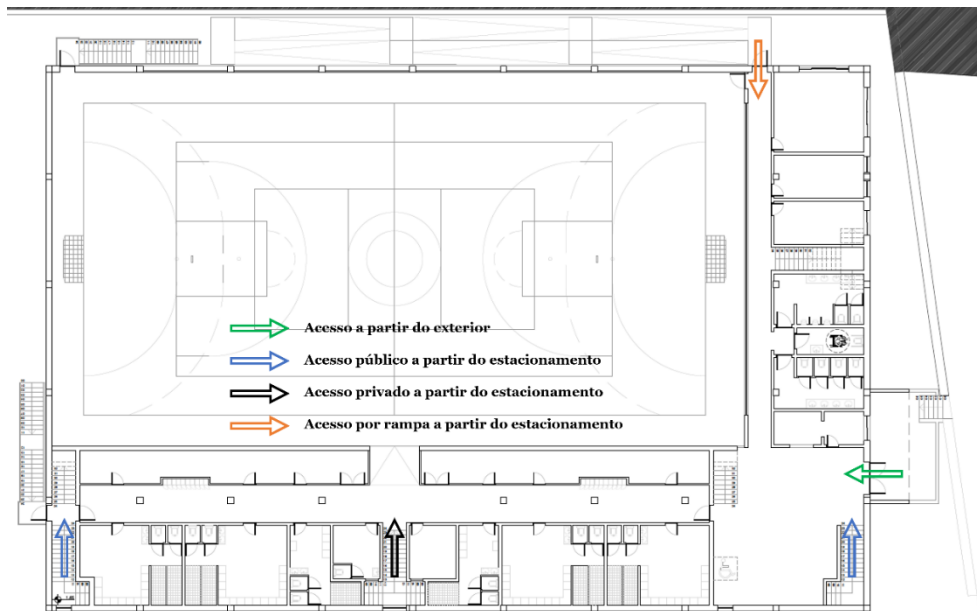 Acesso a partir do exterior
Acesso público a partir do estacionamento
Acesso privado a partir do estacionamento
Acesso por rampa a partir do estacionamento